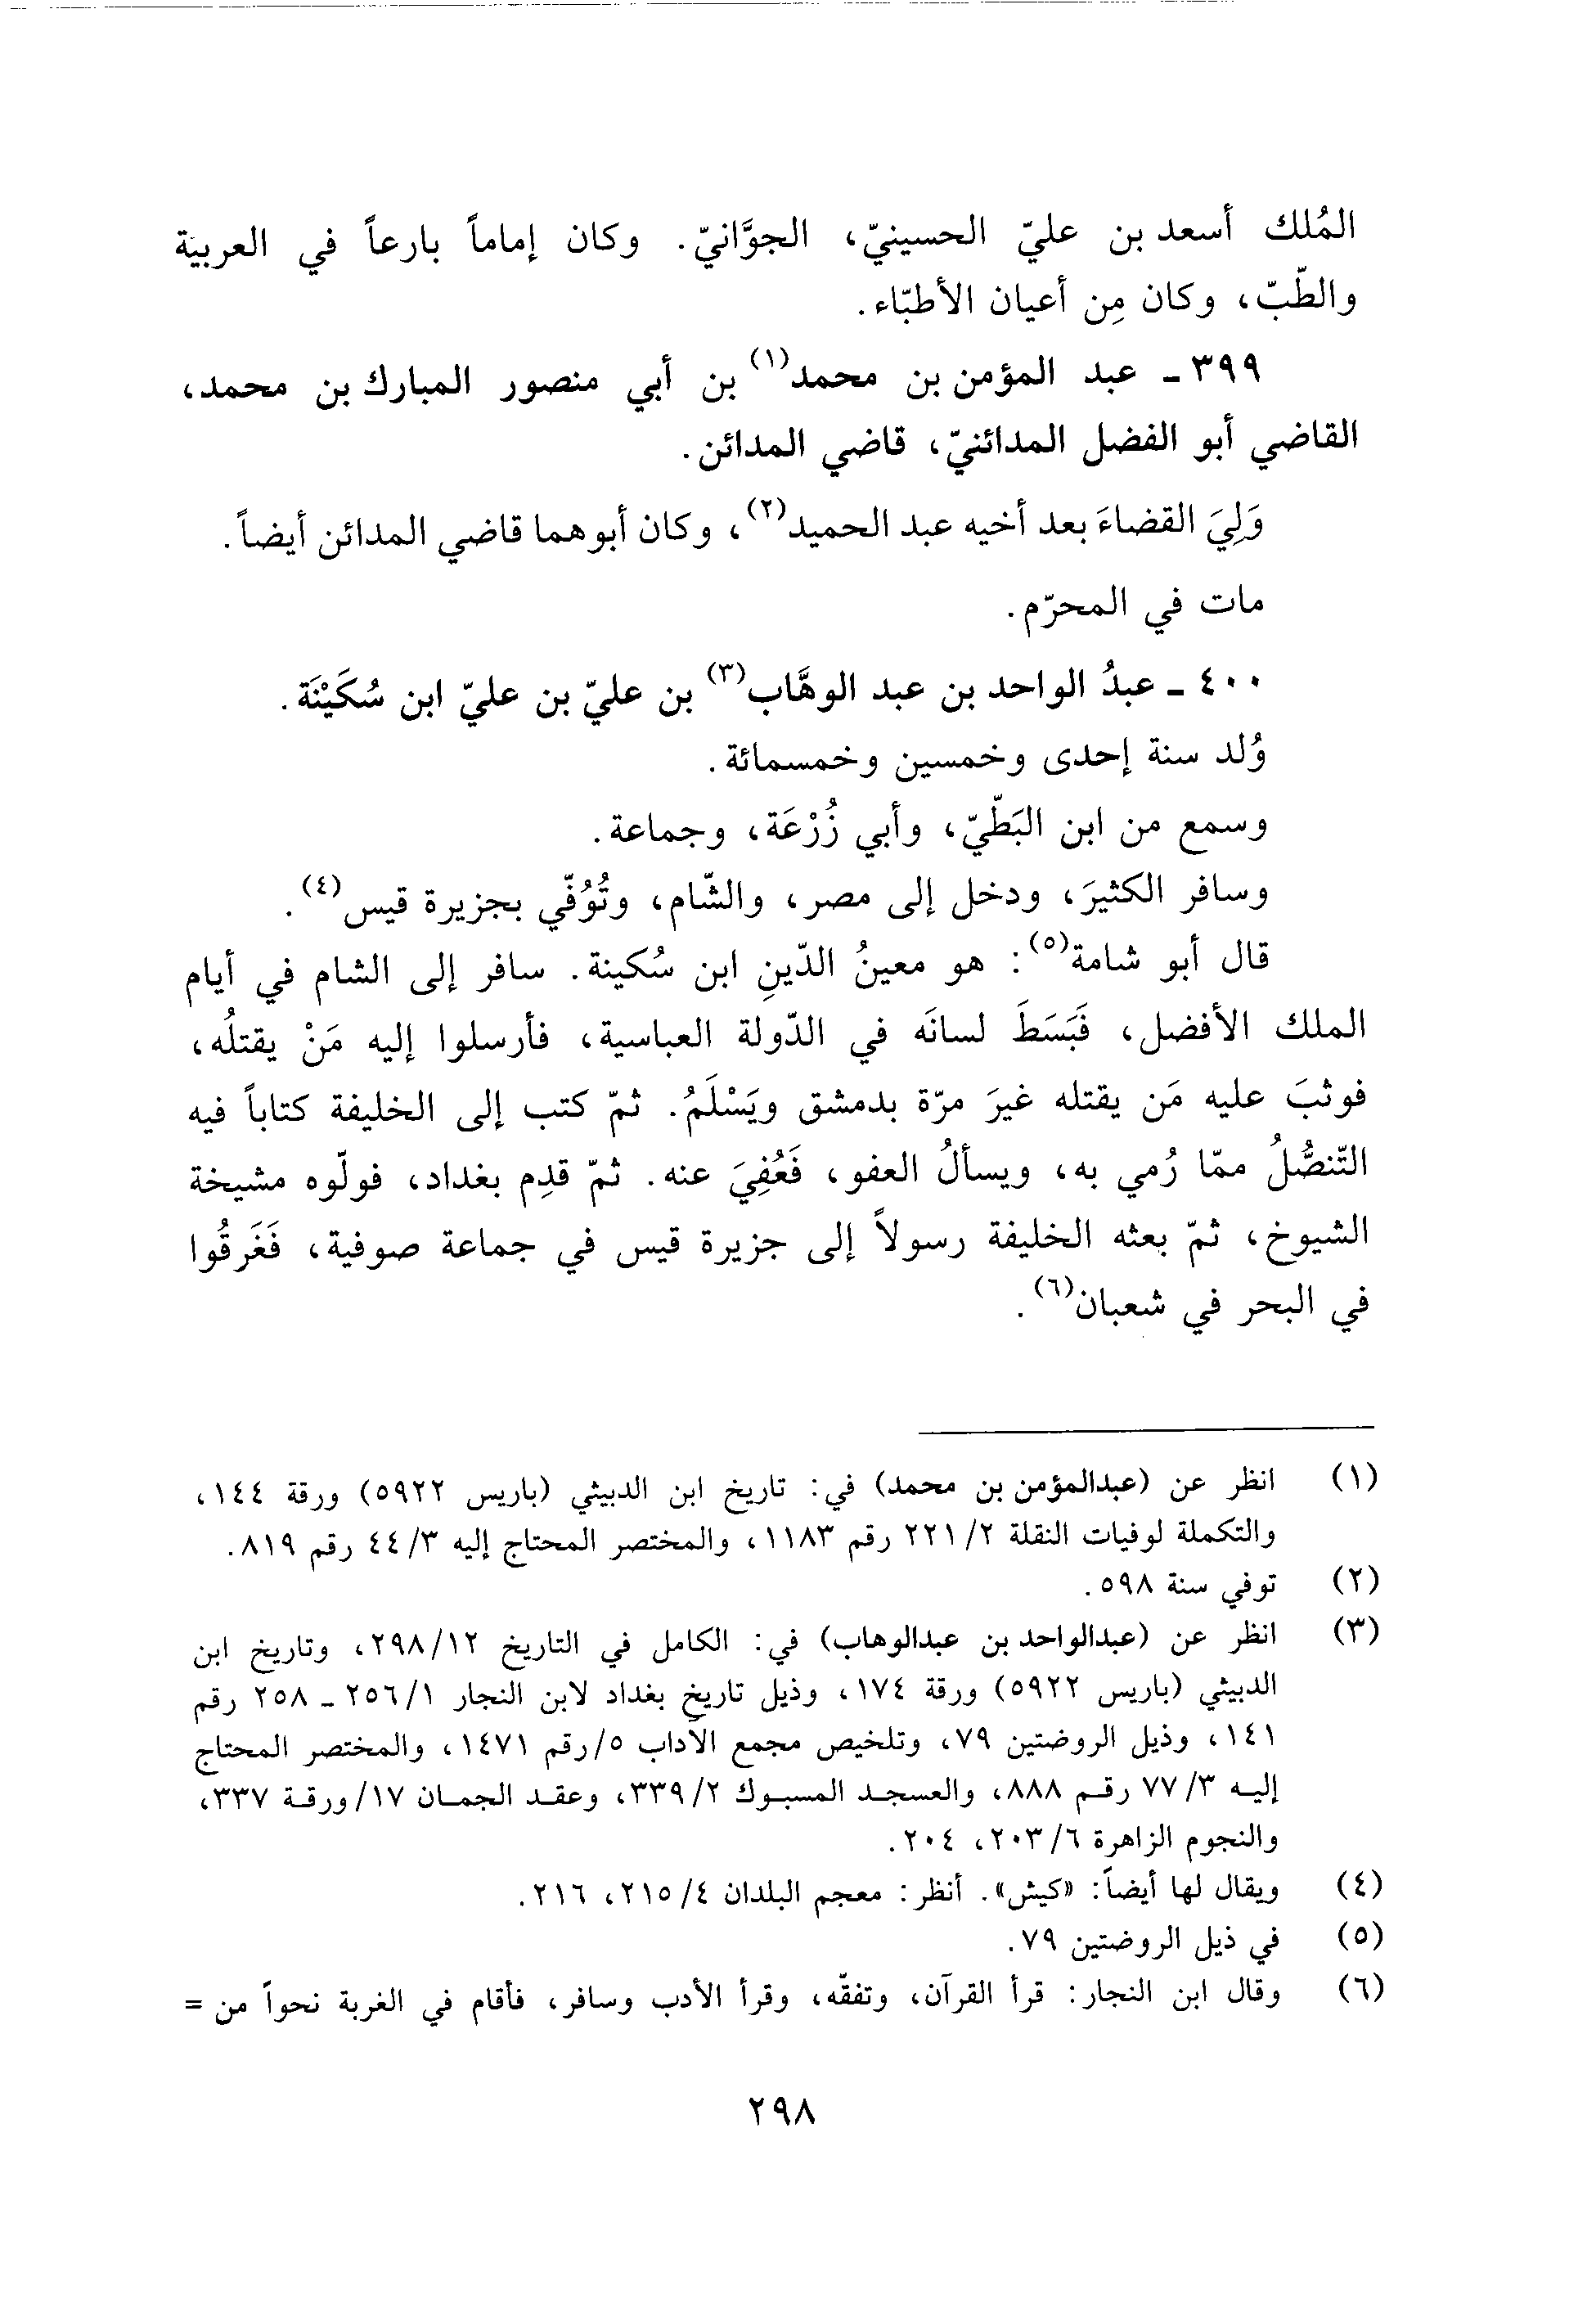 المُلك أسعد بن عليّ الحسينيّ، الجوَّانيّ. وكان إماماً بارعاً في العربيّة
والطّبّ، وكان مِن أعيان الأطبّاء.
٣٩٩ ـ عبد المؤمن بن محمد(١) بن أبي منصور المبارك بن محمد،
القاضي أبو الفضل المدائنيّ، قاضي المدائن.
وَلِيَ القضاءَ بعد أخيه عبد الحميد(٢)، وكان أبوهما قاضي المدائن أيضاً.
مات في المحرّم.
٤٠٠ ـ عبدُ الواحد بن عبد الوهَّاب(٣) بن عليّ بن عليّ ابن سُكَيْنَة.
وُلد سنة إحدى وخمسين وخمسمائة.
وسمع من ابن البَطّيّ، وأبي زُرْعَة، وجماعة.
وسافر الكثيرَ، ودخل إلى مصر، والشّام، وتُوُفّي بجزيرة قيس(٤).
قال أبو شامة(٥): هو معينُ الدّينِ ابن سُكينة. سافر إلى الشام في أيام
الملك الأفضل، فَبَسَطَ لسانَه في الدّولة العباسية، فأرسلوا إليه مَنْ يقتلُه،
فوثبَ عليه مَن يقتله غيرَ مرّة بدمشق ويَسْلَمُ. ثمّ كتب إلى الخليفة كتاباً فيه
التّنصُّلُ ممّا رُمي به، ويسألُ العفو، فَعُفِيَ عنه. ثمّ قدِم بغداد، فولّوه مشيخة
الشيوخ، ثمّ بعثه الخليفة رسولاً إلى جزيرة قيس في جماعة صوفية، فَغَرقُوا
في البحر في شعبان(٦).
(١) انظر عن (عبدالمؤمن بن محمد) في: تاريخ ابن الدبيثي (باريس ٥٩٢٢) ورقة ١٤٤،
والتكملة لوفيات النقلة ٢/٢٢١ رقم ١١٨٣، والمختصر المحتاج إليه ٣/٤٤ رقم ٨١٩.
(٢) توفي سنة ٥٩٨.
(٣) انظر عن (عبدالواحد بن عبدالوهاب) في: الكامل في التاريخ ١٢/٢٩٨، وتاريخ ابن
الدبيثي (باريس ٥٩٢٢) ورقة ١٧٤، وذيل تاريخ بغداد لابن النجار ١/٢٥٦ ـ ٢٥٨ رقم
١٤١، وذيل الروضتين ٧٩، وتلخيص مجمع الآداب ٥/رقم ١٤٧١، والمختصر المحتاج
إليه ٣/٧٧ رقم ٨٨٨، والعسجد المسبوك ٢/٣٣٩، وعقد الجمان ١٧/ورقة ٣٣٧،
والنجوم الزاهرة ٦/٢٠٣، ٢٠٤.
(٤) ويقال لها أيضاً: «كيش». أنظر: معجم البلدان ٤/٢١٥، ٢١٦.
(٥) في ذيل الروضتين ٧٩.
(٦) وقال ابن النجار: قرأ القرآن، وتفقّه، وقرأ الأدب وسافر، فأقام في الغربة نحواً من =
٢٩٨